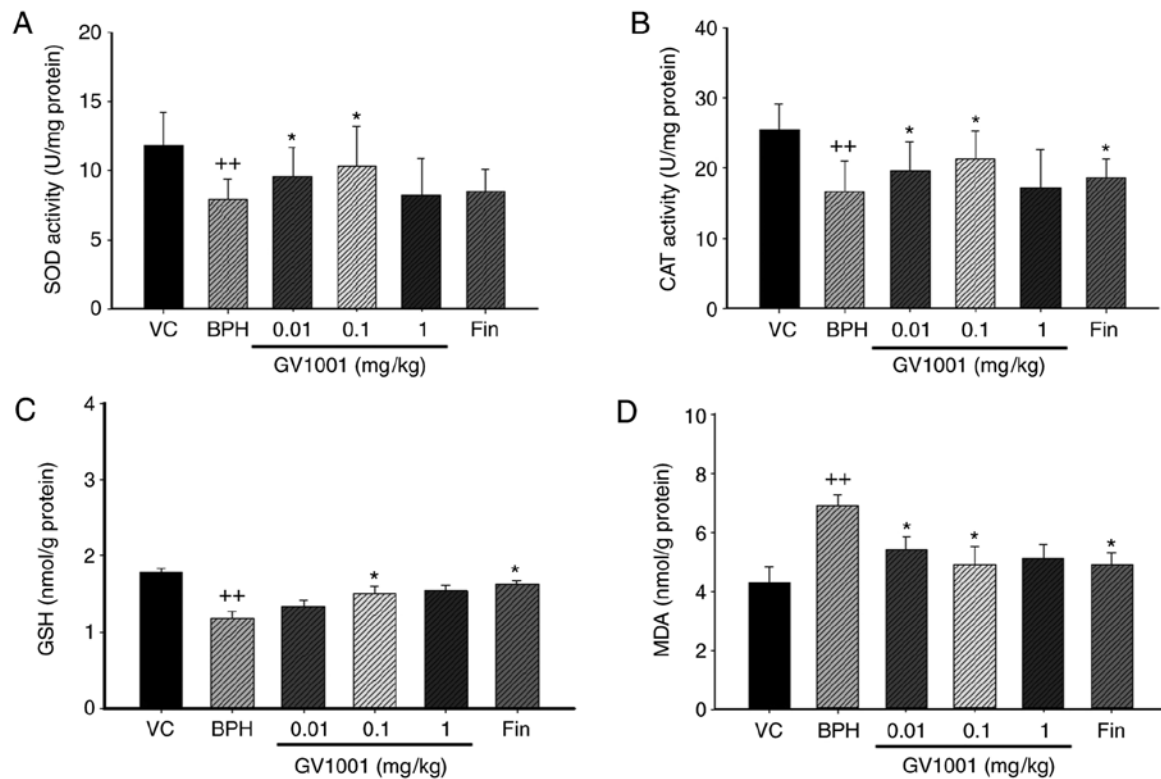 A
SOD activity (U/mg protein)
20
15
10
5
0
++
*
*
VC BPH 0.01 0.1 1 Fin
GV1001 (mg/kg)
B
CAT activity (U/mg protein)
40
30
20
10
0
++
*
*
*
VC BPH 0.01 0.1 1 Fin
GV1001 (mg/kg)
C
GSH (nmol/g protein)
4
3
2
1
0
++
*
*
VC BPH 0.01 0.1 1 Fin
GV1001 (mg/kg)
D
MDA (nmol/g protein)
10
8
6
4
2
0
++
*
*
*
VC BPH 0.01 0.1 1 Fin
GV1001 (mg/kg)